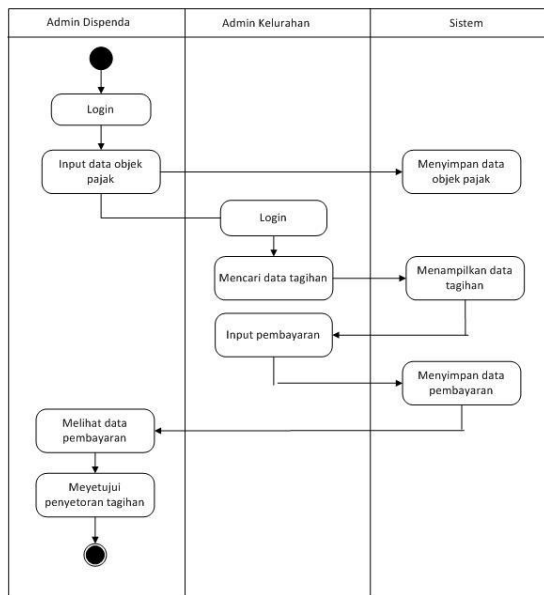 Admin Dispenda
Admin Kelurahan
Sistem
Login
Input data objek
pajak
Menyimpan data
objek pajak
Login
Mencari data tagihan
Menampilkan data
tagihan
Input pembayaran
Menyimpan data
pembayaran
Melihat data
pembayaran
Meyetujui
penyetoran tagihan